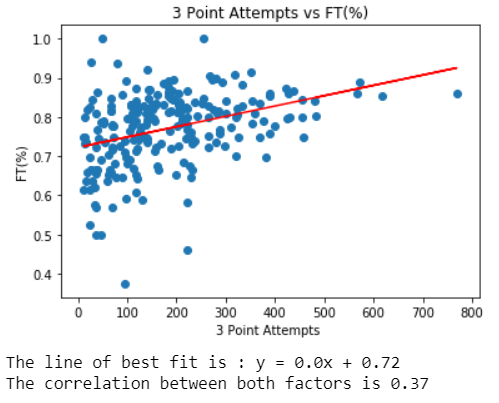 3 Point Attempts vs FT(%)
1.0
0.9
0.8
0.7
0.6
0.5
0.4
FT(%)
0 100 200 300 400 500 600 700 800
3 Point Attempts
The line of best fit is : y = 0.0x + 0.72
The correlation between both factors is 0.37